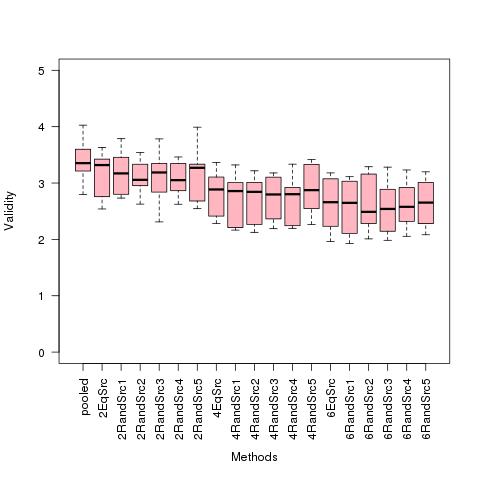 5
4
3
2
1
0
Validity
pooled
2EqSrc
2RandSrc1
2RandSrc2
2RandSrc3
2RandSrc4
2RandSrc5
4EqSrc
4RandSrc1
4RandSrc2
4RandSrc3
4RandSrc4
4RandSrc5
6EqSrc
6RandSrc1
6RandSrc2
6RandSrc3
6RandSrc4
6RandSrc5
Methods